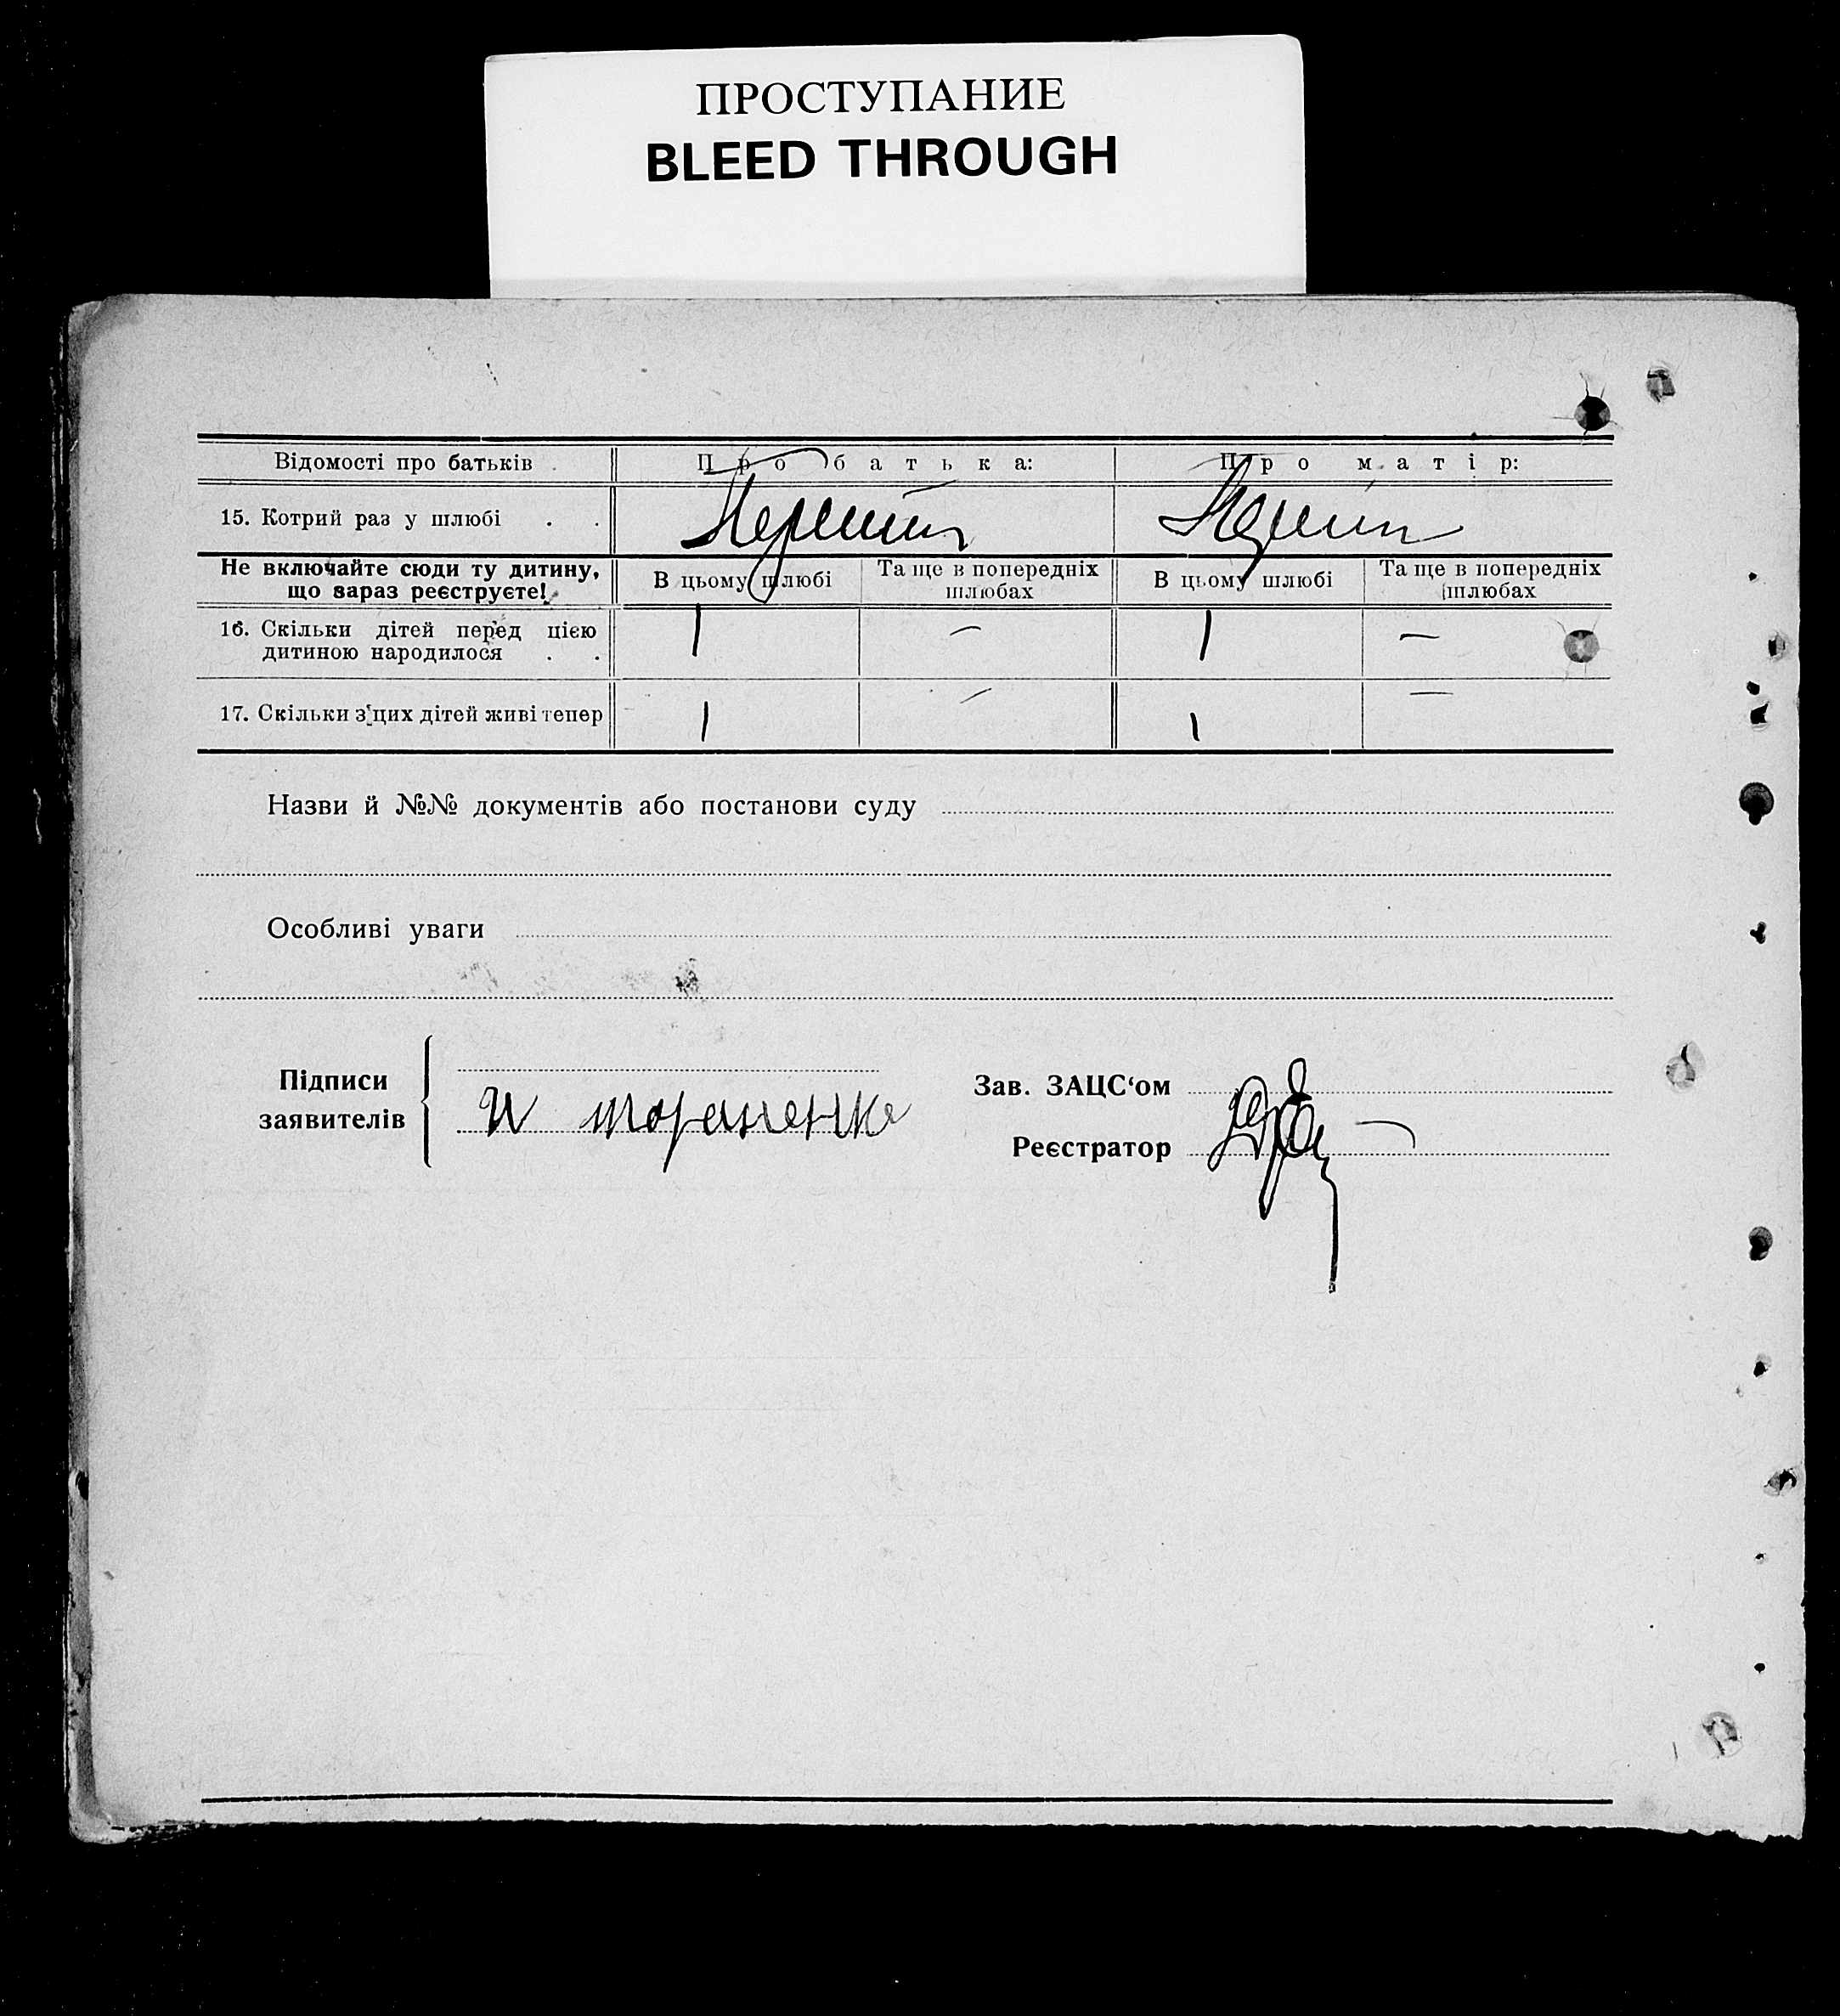 ПРОСТУПАНИЕ
BLEED THROUGH
Відомості про батьків Про батька: Про матір:
15. Котрий раз у шлюбі . . Перший Перший
Не включайте сюди ту дитину, що зараз реєструєте! В цьому шлюбі Та ще в попередніх шлюбах В цьому шлюбі Та ще в попередніх шлюбах
16. Скільки дітей перед цією
дитиною народилося . . 1 — 1 —
17. Скільки з цих дітей живі тепер 1 — 1 —
Назви й №№ документів або постанови суду
Особливі уваги
Підписи
заявителів
Зав. ЗАЦС‘ом
Реєстратор